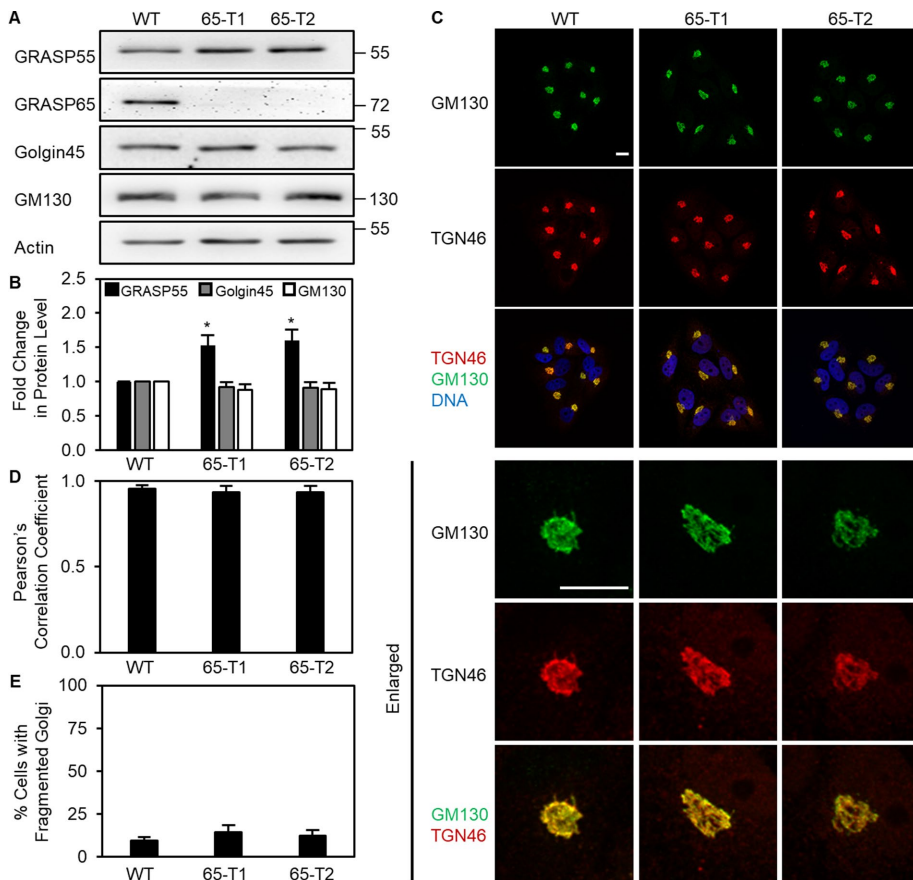 A
WT 65-T1 65-T2
GRASP55 55
GRASP65 72
55
Golgin45
GM130 130
55
Actin
B
2.5
GRASP55 Golgin45 GM130
2.0
* *
1.5
1.0
0.5
0.0
Fold Change
in Protein Level
WT 65-T1 65-T2
D
1.0
0.5
0.0
Pearson's
Correlation Coefficient
WT 65-T1 65-T2
E
100
75
50
25
0
% Cells with
Fragmented Golgi
WT 65-T1 65-T2
C
WT 65-T1 65-T2
GM130
TGN46
TGN46
GM130
DNA
Enlarged
GM130
TGN46
GM130
TGN46